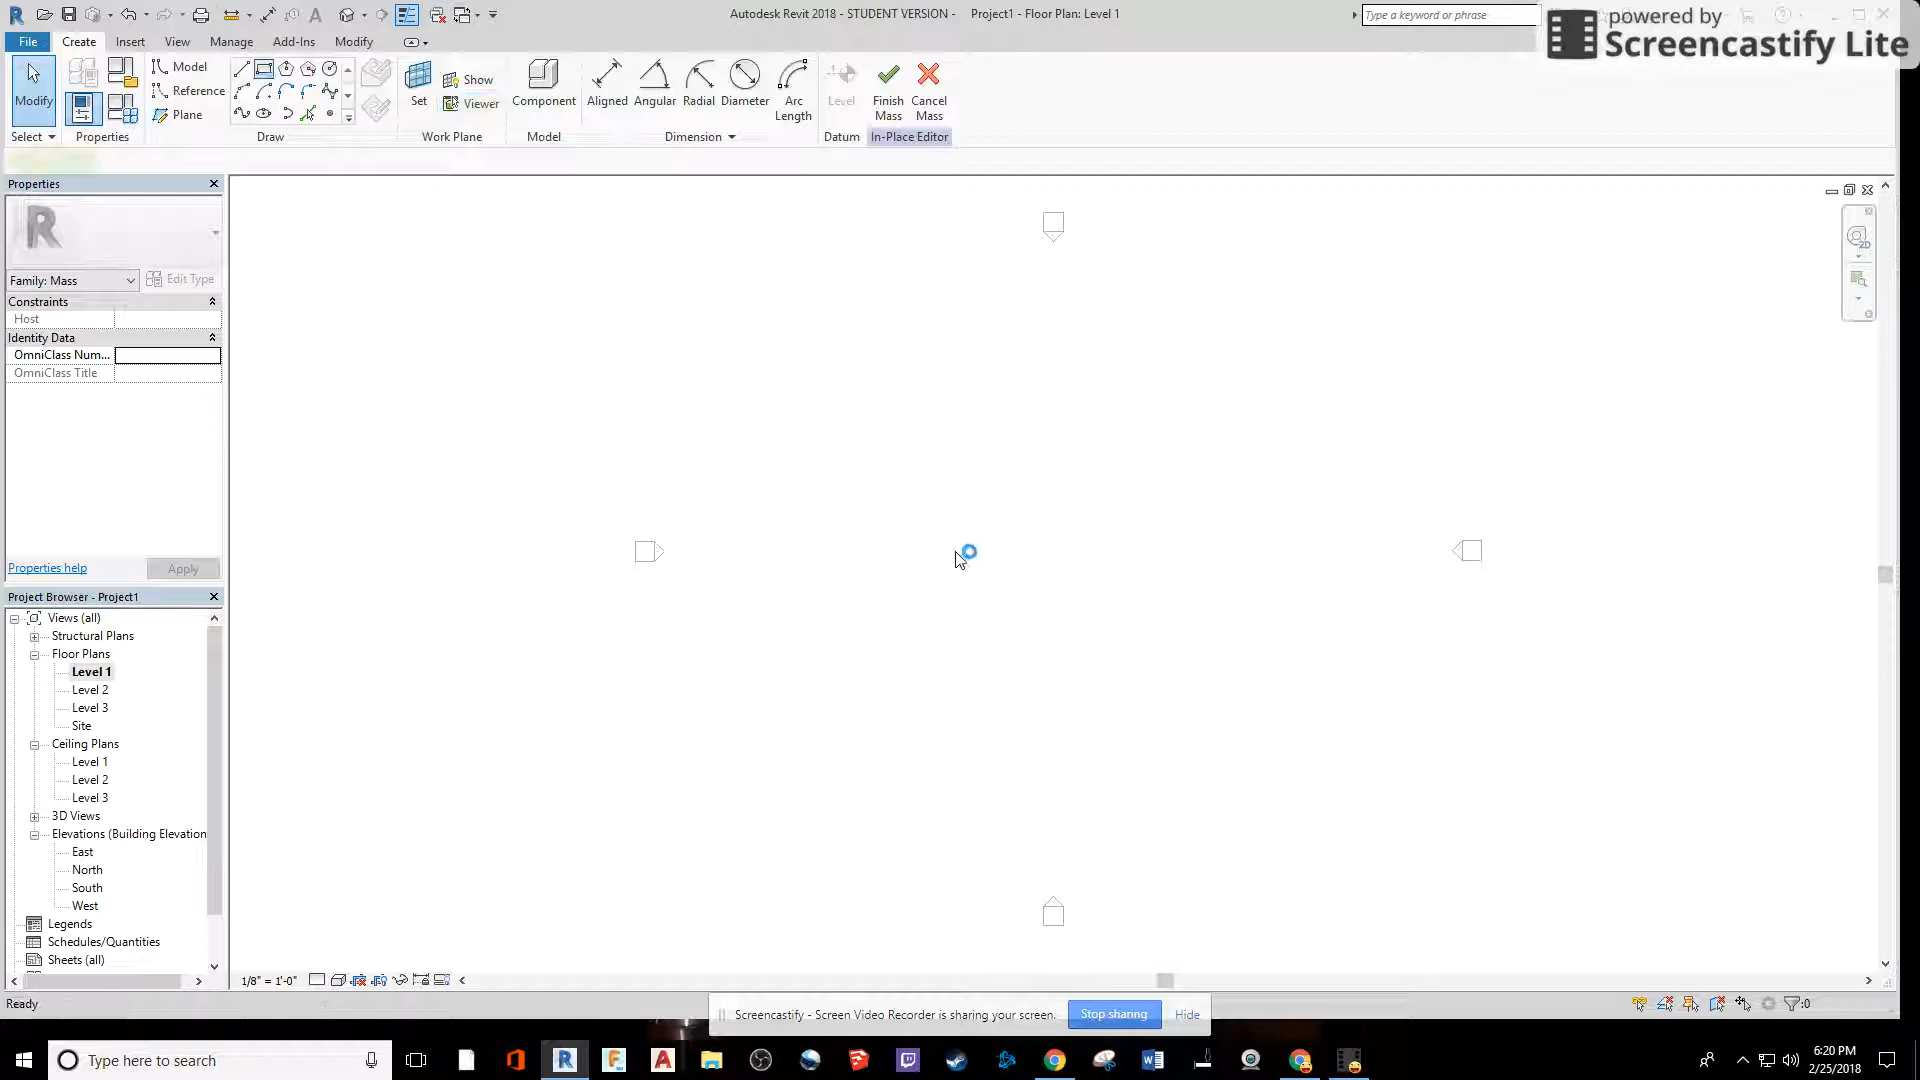 Autodesk Revit 2018 - STUDENT VERSION - Project1 - Floor Plan: Level 1
Type a keyword or phrase
powered by
Screencastify Lite
File Create Insert View Manage Add-Ins Modify
Modify
Model
Reference
Plane
Set
Show
Viewer
Component
Aligned
Angular
Radial
Diameter
Arc
Length
Level
Finish
Mass
Cancel
Mass
Select Properties Draw Work Plane Model Dimension Datum In-Place Editor
Properties
Family: Mass
Edit Type
Constraints
Host
Identity Data
OmniClass Num...
OmniClass Title
Properties help
Apply
Project Browser - Project1
Views (all)
Structural Plans
Floor Plans
Level 1
Level 2
Level 3
Site
Ceiling Plans
Level 1
Level 2
Level 3
3D Views
Elevations (Building Elevation
East
North
South
West
Legends
Schedules/Quantities
Sheets (all)
2D
1/8" = 1'-0"
Ready
:0
Screencastify - Screen Video Recorder is sharing your screen.
Stop sharing
Hide
Type here to search
6:20 PM
2/25/2018